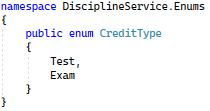 namespace DisciplineService.Enums
{
    public enum CreditType
    {
        Test,
        Exam
    }
}